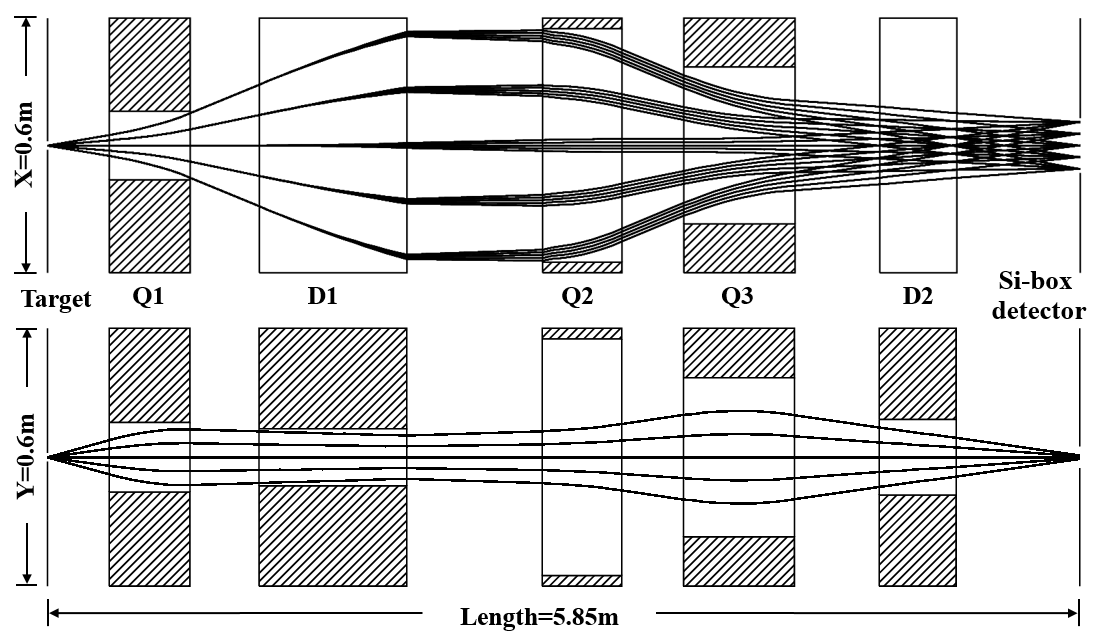 X=0.6m
Target
Q1
D1
Q2
Q3
D2
Si-box
detector
Y=0.6m
Length=5.85m